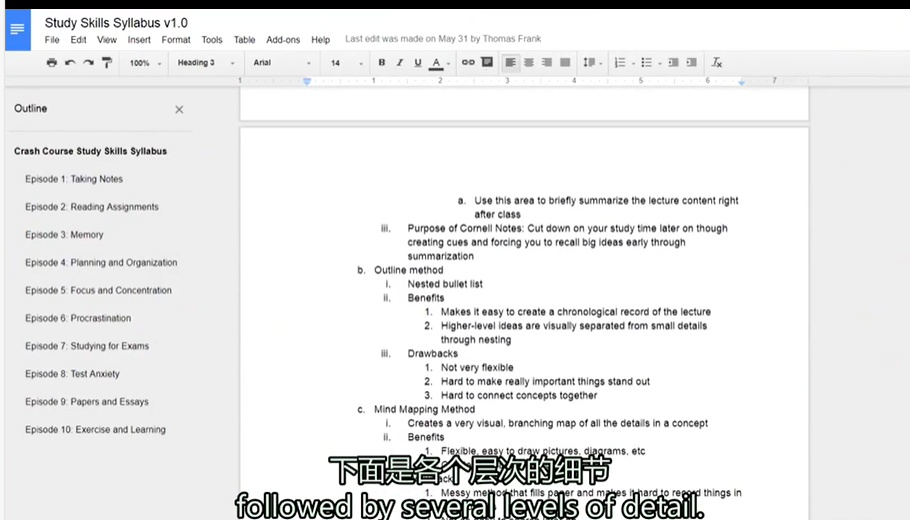 Study Skills Syllabus v1.0
File Edit View Insert Format Tools Table Add-ons Help Last edit was made on May 31 by Thomas Frank
100% Heading 3 Arial 14 B I U A
1 1 2 3 4 5 6 7
Outline
Crash Course Study Skills Syllabus
Episode 1: Taking Notes
Episode 2: Reading Assignments
Episode 3: Memory
Episode 4: Planning and Organization
Episode 5: Focus and Concentration
Episode 6: Procrastination
Episode 7: Studying for Exams
Episode 8: Test Anxiety
Episode 9: Papers and Essays
Episode 10: Exercise and Learning
a. Use this area to briefly summarize the lecture content right
after class
iii. Purpose of Cornell Notes: Cut down on your study time later on though
creating cues and forcing you to recall big ideas early through
summarization
b. Outline method
i. Nested bullet list
ii. Benefits
1. Makes it easy to create a chronological record of the lecture
2. Higher-level ideas are visually separated from small details
through nesting
iii. Drawbacks
1. Not very flexible
2. Hard to make really important things stand out
3. Hard to connect concepts together
c. Mind Mapping Method
i. Creates a very visual, branching map of all the details in a concept
ii. Benefits
1. Flexible, easy to draw pictures, diagrams, etc
下面是各个层次的细节
1. Messy method that fills paper and makes it hard to record things in
followed by several levels of detail.